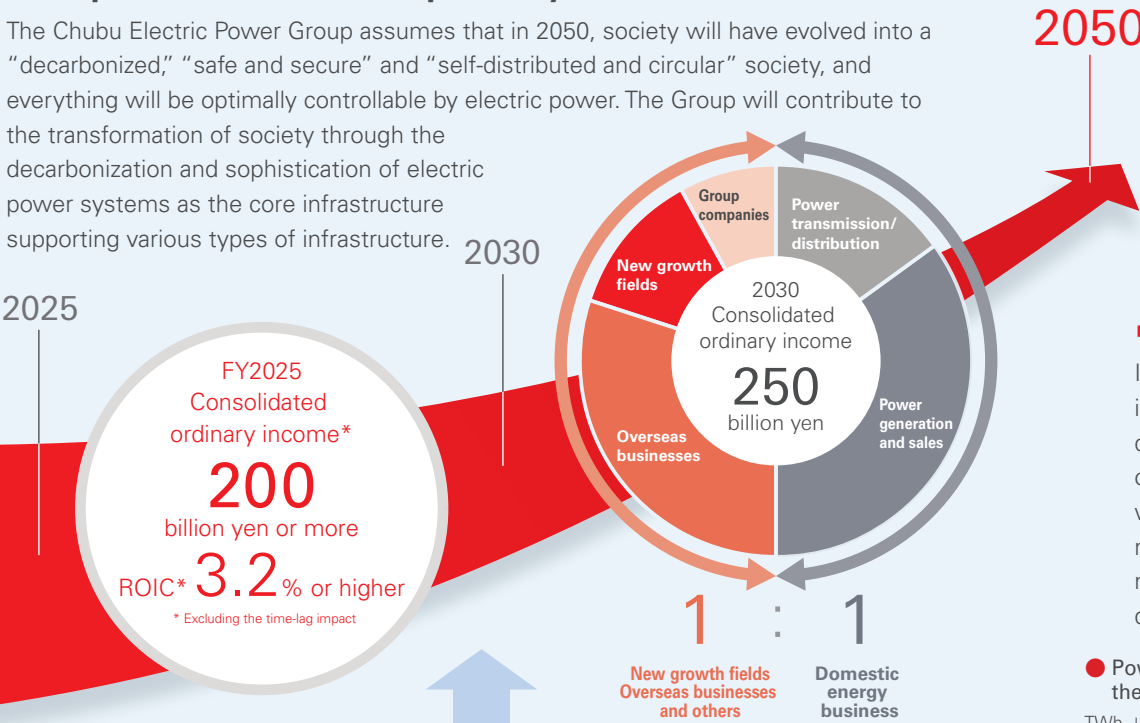 The Chubu Electric Power Group assumes that in 2050, society will have evolved into a
“decarbonized,” “safe and secure” and “self-distributed and circular” society, and
everything will be optimally controllable by electric power. The Group will contribute to
the transformation of society through the
decarbonization and sophistication of electric
power systems as the core infrastructure
supporting various types of infrastructure.
2025
2030
2050
FY2025
Consolidated
ordinary income*
200
billion yen or more
ROIC* 3.2% or higher
* Excluding the time-lag impact
Group
companies
Power
transmission/
distribution
New growth
fields
2030
Consolidated
ordinary income
250
billion yen
Overseas
businesses
Power
generation
and sales
1 : 1
New growth fields
Overseas businesses
and others
Domestic
energy
business
the